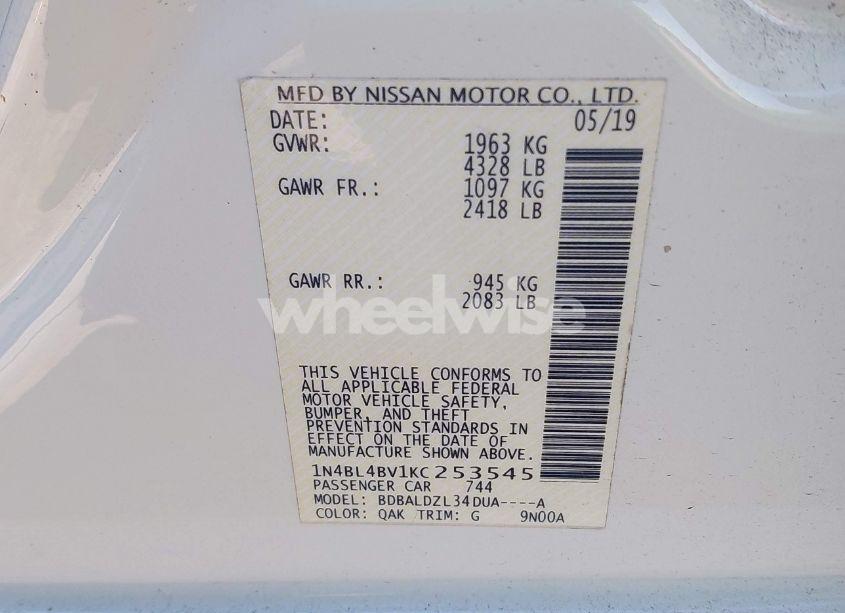 MFD BY NISSAN MOTOR CO., LTD.
DATE: 05/19
GVWR: 1963 KG
4328 LB
GAWR FR.: 1097 KG
2418 LB
GAWR RR.: 945 KG
2083 LB
wheelwise
THIS VEHICLE CONFORMS TO
ALL APPLICABLE FEDERAL
MOTOR VEHICLE SAFETY,
BUMPER, AND THEFT
PREVENTION STANDARDS IN
EFFECT ON THE DATE OF
MANUFACTURE SHOWN ABOVE.
1N4BL4BV1KC253545
PASSENGER CAR 744
MODEL: BDBALDZL34DUA----A
COLOR: QAK TRIM: G 9N00A